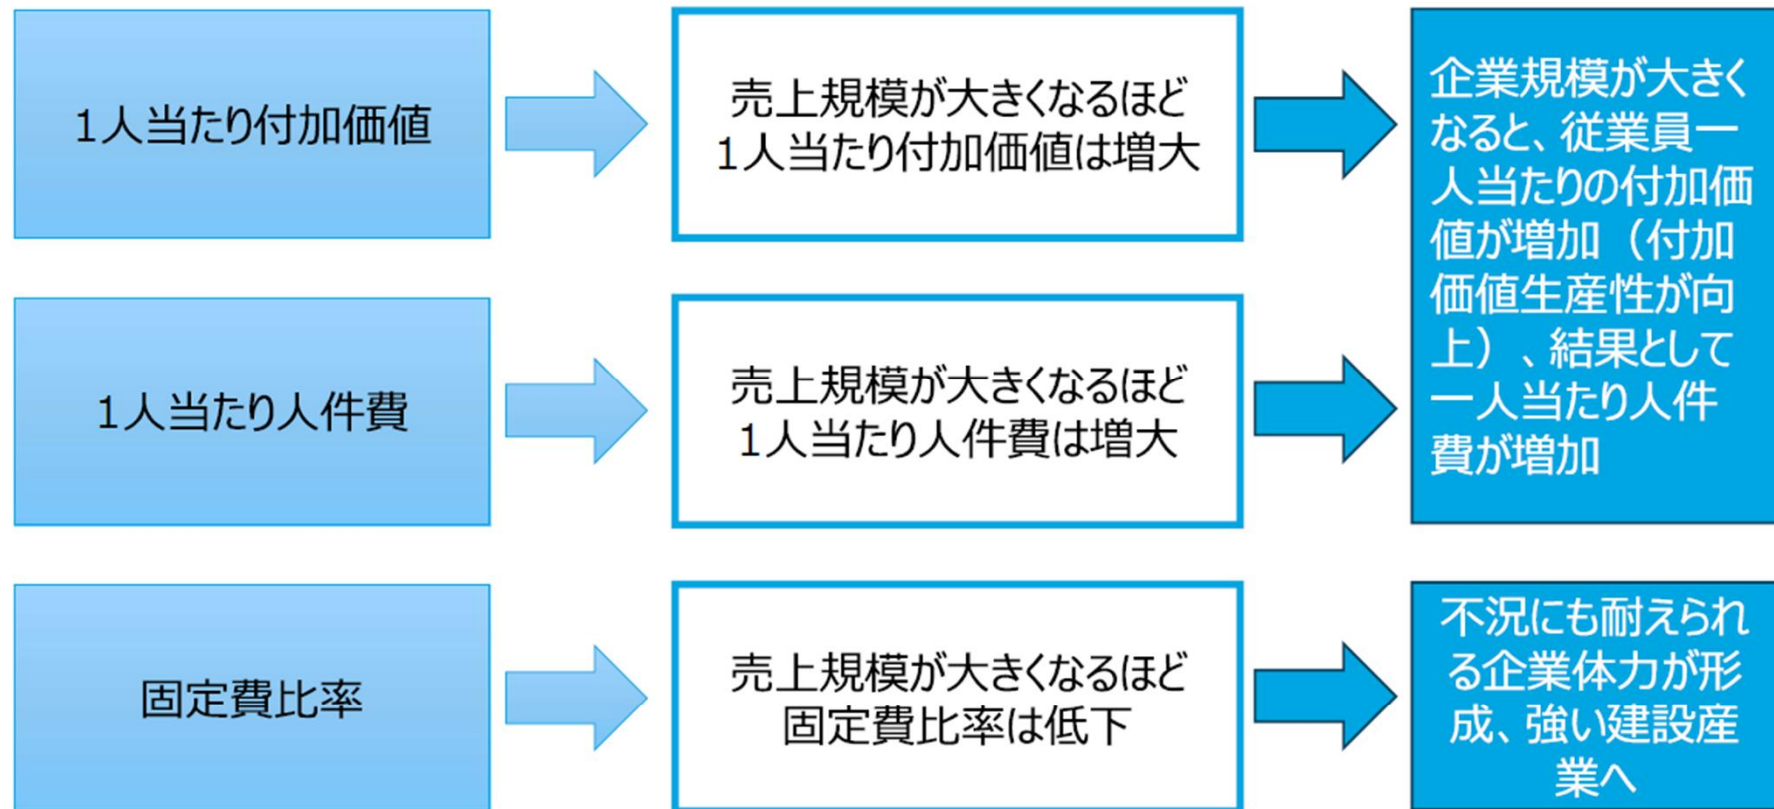 1人当たり付加価値
売上規模が大きくなるほど
1人当たり付加価値は増大
企業規模が大きく
なると、従業員一
人当たりの付加価
値が増加（付加
価値生産性が向
上）、結果として
一人当たり人件
費が増加
1人当たり人件費
売上規模が大きくなるほど
1人当たり人件費は増大
固定費比率
売上規模が大きくなるほど
固定費比率は低下
不況にも耐えられ
る企業体力が形
成、強い建設産
業へ